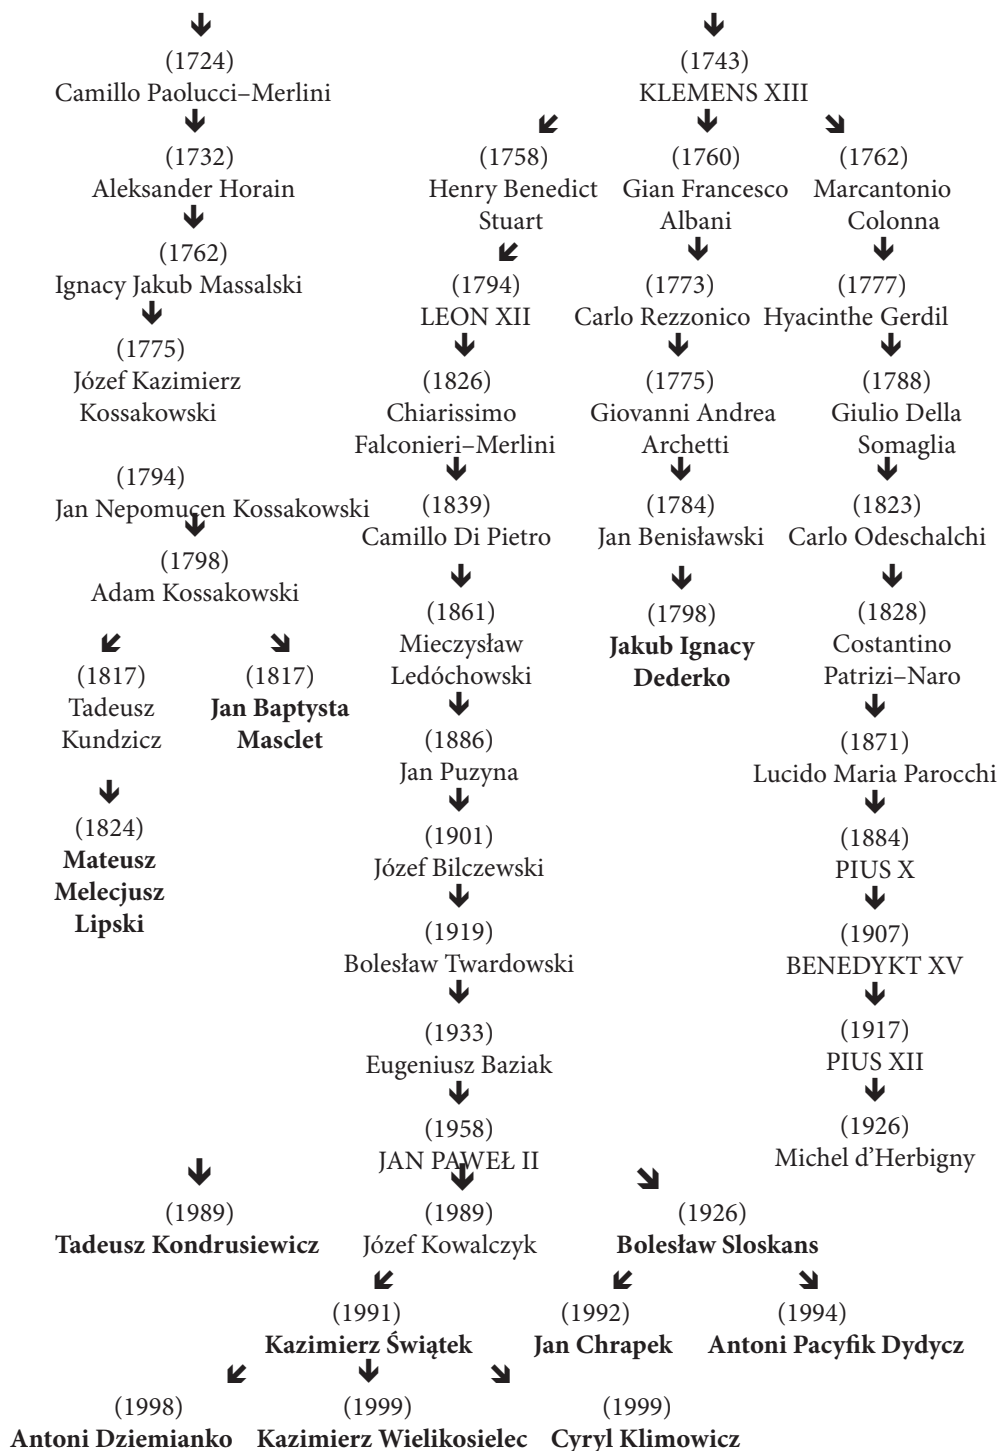 (1724)
Camillo Paolucci–Merlini
(1732)
Aleksander Horain
(1762)
Ignacy Jakub Massalski
(1775)
Józef Kazimierz
Kossakowski
(1794)
Jan Nepomucen Kossakowski
(1798)
Adam Kossakowski
(1817)
Tadeusz
Kundzicz
(1817)
Jan Baptysta
Masclet
(1824)
Mateusz
Melecjusz
Lipski
(1743)
KLEMENS XIII
(1758)
Henry Benedict
Stuart
(1794)
LEON XII
(1826)
Chiarissimo
Falconieri–Merlini
(1839)
Camillo Di Pietro
(1861)
Mieczysław
Ledóchowski
(1886)
Jan Puzyna
(1901)
Józef Bilczewski
(1919)
Bolesław Twardowski
(1933)
Eugeniusz Baziak
(1958)
JAN PAWEŁ II
(1760)
Gian Francesco
Albani
(1773)
Carlo Rezzonico
(1775)
Giovanni Andrea
Archetti
(1784)
Jan Benisławski
(1798)
Jakub Ignacy
Dederko
(1762)
Marcantonio
Colonna
(1777)
Hyacinthe Gerdil
(1788)
Giulio Della
Somaglia
(1823)
Carlo Odeschalchi
(1828)
Costantino
Patrizi–Naro
(1871)
Lucido Maria Parocchi
(1884)
PIUS X
(1907)
BENEDYKT XV
(1917)
PIUS XII
(1926)
Michel d’Herbigny
(1989)
Tadeusz Kondrusiewicz
(1989)
Józef Kowalczyk
(1926)
Bolesław Sloskans
(1991)
Kazimierz Świątek
(1992)
Jan Chrapek
(1994)
Antoni Pacyfik Dydycz
(1998)
Antoni Dziemianko
(1999)
Kazimierz Wielikosielec
(1999)
Cyryl Klimowicz